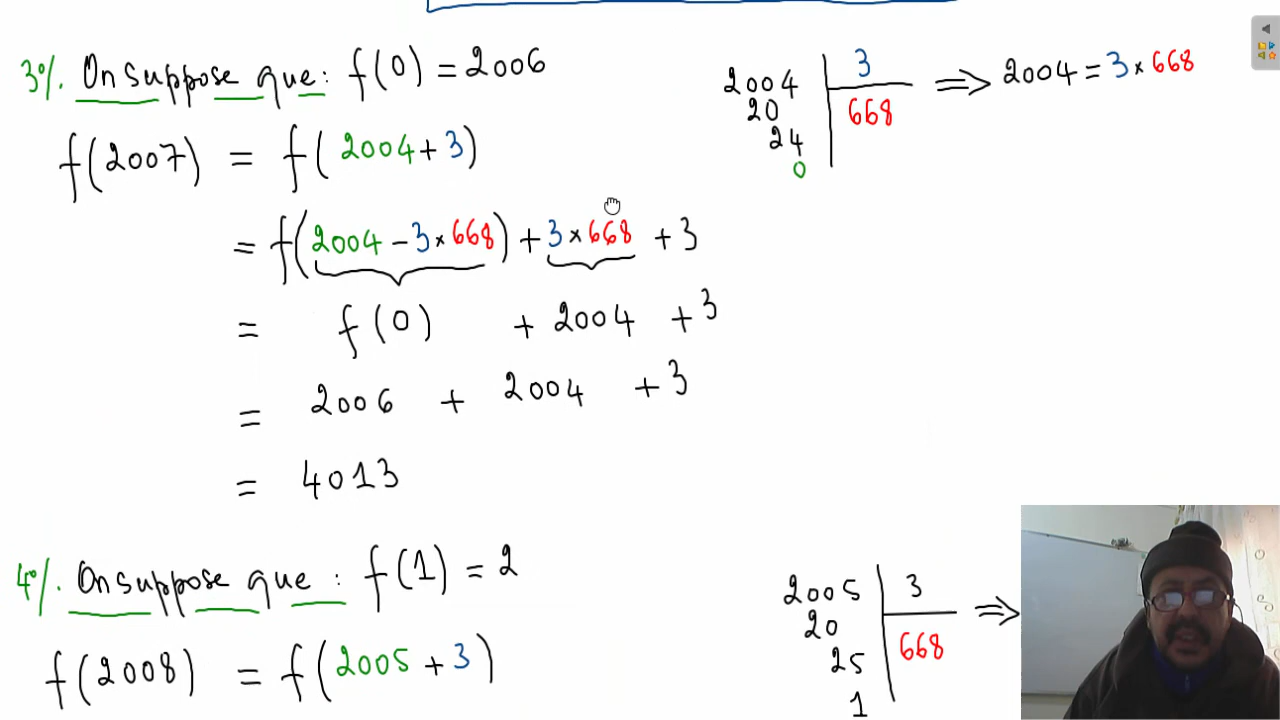 3°/. On suppose que : f(0) = 2006
f(2007) = f(2004 + 3)
= f(2004 - 3 × 668) + 3 × 668 + 3
= f(0) + 2004 + 3
= 2006 + 2004 + 3
= 4013
2004 | 3
20 | 668
24
0
⇒ 2004 = 3 × 668
4°/. On suppose que : f(1) = 2
f(2008) = f(2005 + 3)
2005 | 3
20 | 668
25
1
⇒